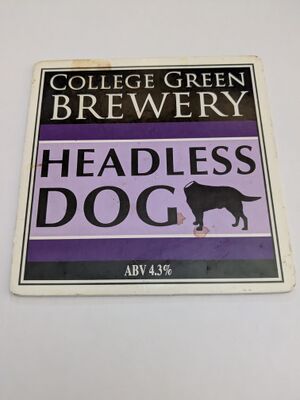 COLLEGE GREEN
BREWERY
HEADLESS
DOG
ABV 4.3%